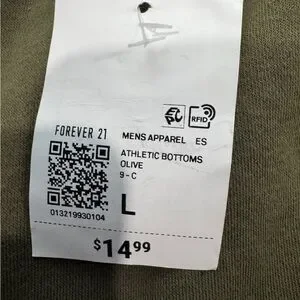 RFID
FOREVER 21
MENS APPAREL ES
ATHLETIC BOTTOMS
OLIVE
9 - C
L
013219930104
$14.99